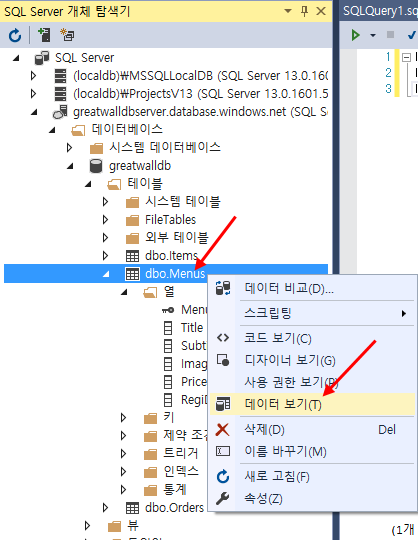 SQL Server 개체 탐색기
SQLQuery1.sq
SQL Server
(localdb)₩MSSQLLocalDB (SQL Server 13.0.160
(localdb)₩ProjectsV13 (SQL Server 13.0.1601.5
greatwalldbserver.database.windows.net (SQL S
데이터베이스
시스템 데이터베이스
greatwalldb
테이블
시스템 테이블
FileTables
외부 테이블
dbo.Items
dbo.Menus
열
Menu
Title
Subt
Imag
Price
RegiD
키
제약 조건
트리거
인덱스
통계
dbo.Orders
뷰
데이터 비교(D)...
스크립팅
코드 보기(C)
디자이너 보기(G)
사용 권한 보기(P)
데이터 보기(T)
삭제(D) Del
이름 바꾸기(M)
새로 고침(F)
속성(Z)
1
2
3
(1개